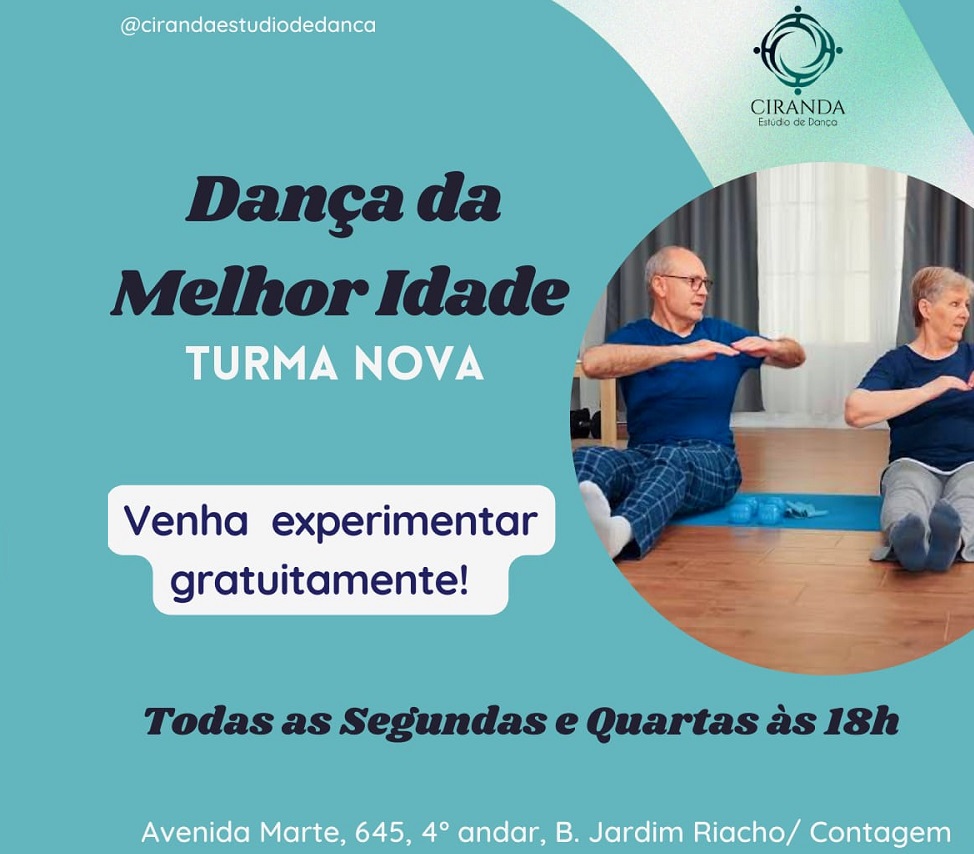 @cirandaestudiodedanca
CIRANDA
Estúdio de Dança
Dança da
Melhor Idade
TURMA NOVA
Venha experimentar
gratuitamente!
Todas as Segundas e Quartas às 18h
Avenida Marte, 645, 4º andar, B. Jardim Riacho/ Contagem